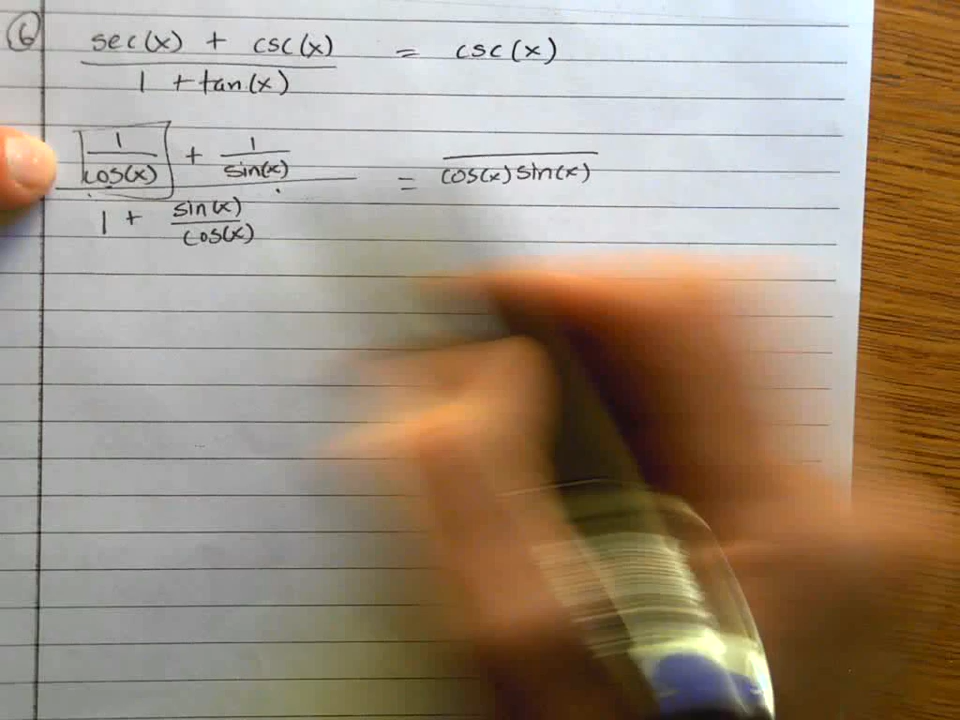 6 sec(x) + csc(x) = csc(x)
1 + tan(x)
1 1
cos(x) + sin(x) = cos(x) sin(x)
1 + sin(x)
cos(x)